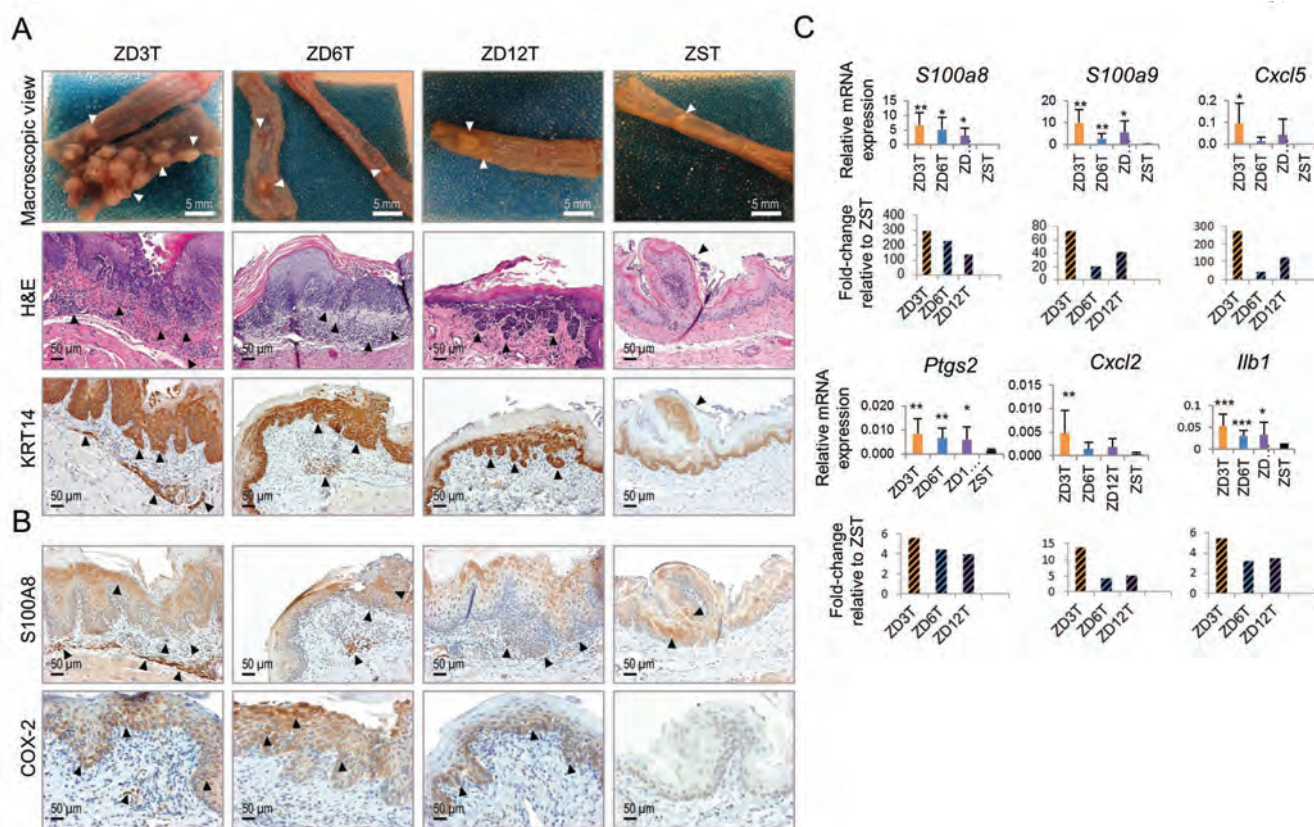 A
ZD3T ZD6T ZD12T ZST
Macroscopic view
5 mm 5 mm 5 mm 5 mm
H&E
50 µm 50 µm 50 µm 50 µm
KRT14
50 µm 50 µm 50 µm 50 µm
B
S100A8
50 µm 50 µm 50 µm 50 µm
COX-2
50 µm 50 µm 50 µm 50 µm
C
S100a8 S100a9 Cxcl5
Relative mRNA
expression
15
10
5
0
** * *
ZD3T ZD6T ZD... ZST
20
10
0
** ** *
ZD3T ZD6T ZD... ZST
0.2
0.1
0.0
*
ZD3T ZD6T ZD... ZST
Fold-change
relative to ZST
400
300
200
100
0
ZD3T ZD6T ZD12T
80
60
40
20
0
ZD3T ZD6T ZD12T
300
200
100
0
ZD3T ZD6T ZD12T
Ptgs2 Cxcl2 Ilb1
Relative mRNA
expression
0.020
0.010
0.000
** ** *
ZD3T ZD6T ZD1... ZST
0.015
0.010
0.005
0.000
**
ZD3T ZD6T ZD12T ZST
0.1
0.05
0
*** *** *
ZD3T ZD6T ZD... ZST
Fold-change
relative to ZST
6
4
2
0
ZD3T ZD6T ZD12T
15
10
5
0
ZD3T ZD6T ZD12T
6
4
2
0
ZD3T ZD6T ZD12T